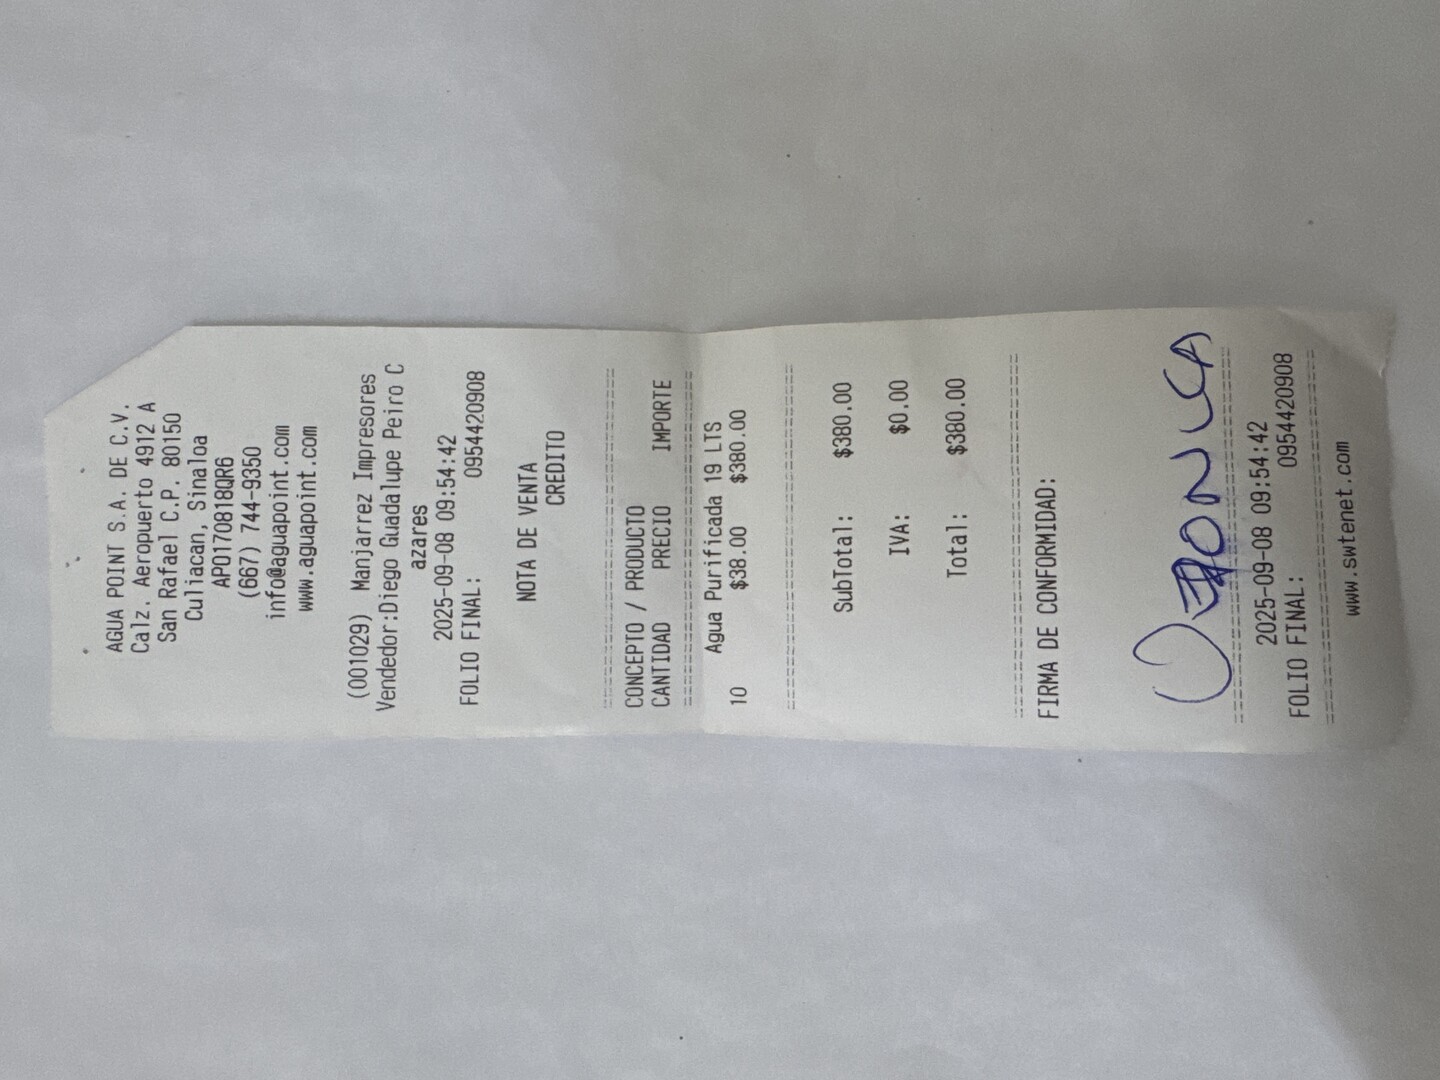 AGUA POINT S.A. DE C.V.
Calz. Aeropuerto 4912 A
San Rafael C.P. 80150
Culiacan, Sinaloa
APO170818QR6
(667) 744-9350
info@aguapoint.com
www.aguapoint.com
(001029) Manjarrez Impresores
Vendedor:Diego Guadalupe Peiro C
azares
2025-09-08 09:54:42
FOLIO FINAL: 0954420908
NOTA DE VENTA
CREDITO
CONCEPTO / PRODUCTO
CANTIDAD PRECIO IMPORTE
Agua Purificada 19 LTS
10 $38.00 $380.00
SubTotal: $380.00
IVA: $0.00
Total: $380.00
FIRMA DE CONFORMIDAD:
2025-09-08 09:54:42
FOLIO FINAL: 0954420908
www.swtenet.com